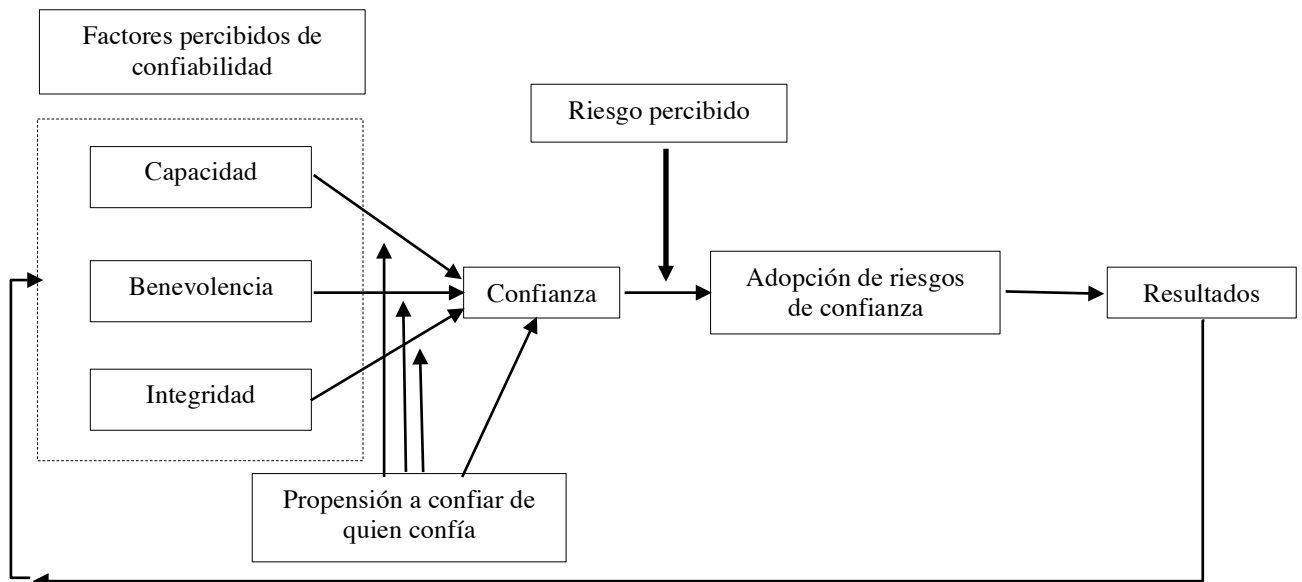 Factores percibidos de
confiabilidad
Riesgo percibido
Capacidad
Benevolencia
Confianza
Adopción de riesgos
de confianza
Resultados
Integridad
Propensión a confiar de
quien confía